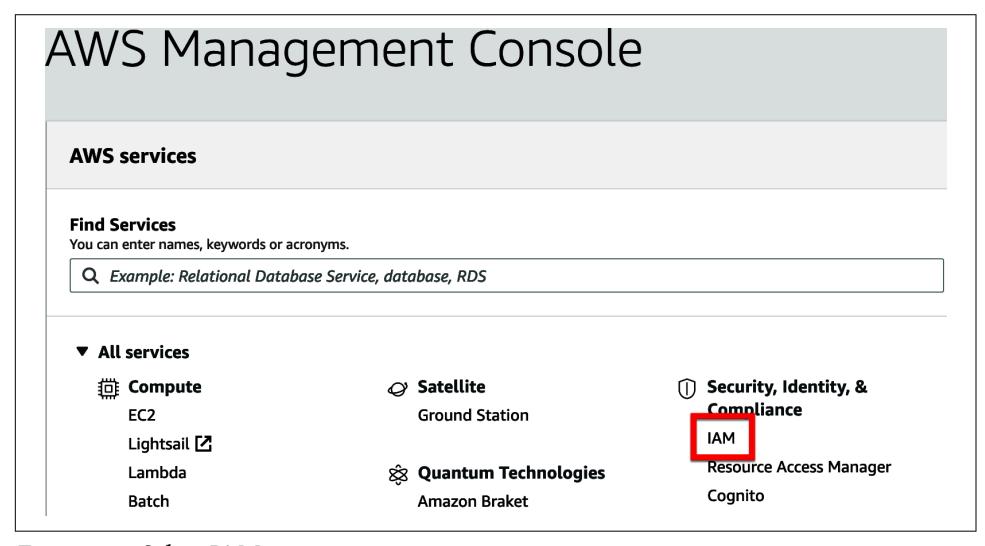 AWS Management Console
AWS services
Find Services
You can enter names, keywords or acronyms.
Example: Relational Database Service, database, RDS
All services
Compute
EC2
Lightsail
Lambda
Batch
Satellite
Ground Station
Quantum Technologies
Amazon Braket
Security, Identity, &
Compliance
IAM
Resource Access Manager
Cognito